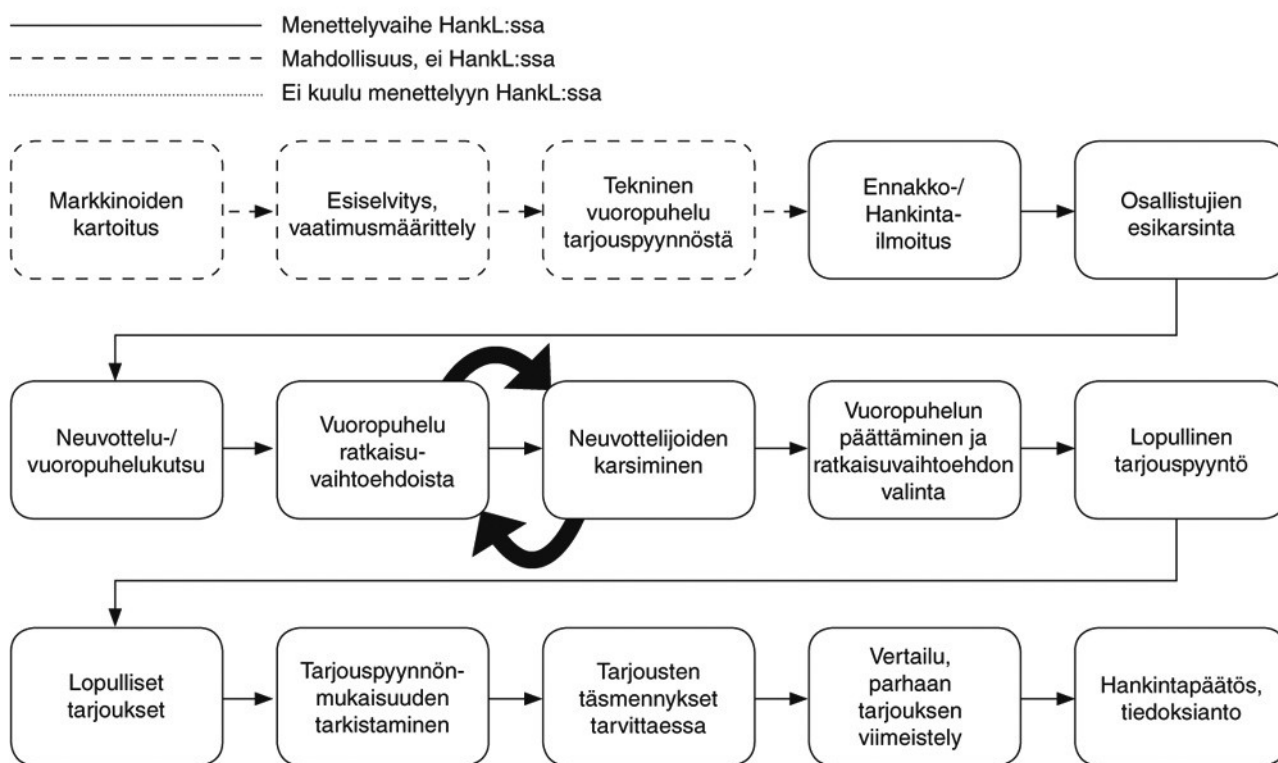 Menettelyvaihe HankL:ssa
Mahdollisuus, ei HankL:ssa
Ei kuulu menettelyyn HankL:ssa
Markkinoiden
kartoitus
Esiselvitys,
vaatimusmäärittely
Tekninen
vuoropuhelu
tarjouspyynnöstä
Ennakko-/
Hankinta-
ilmoitus
Osallistujien
esikarsinta
Neuvottelu-/
vuoropuhelukutsu
Vuoropuhelu
ratkaisu-
vaihtoehdoista
Neuvottelijoiden
karsiminen
Vuoropuhelun
päättäminen ja
ratkaisuvaihtoehdon
valinta
Lopullinen
tarjouspyyntö
Lopulliset
tarjoukset
Tarjouspyynnön-
mukaisuuden
tarkistaminen
Tarjousten
täsmennykset
tarvittaessa
Vertailu,
parhaan
tarjouksen
viimeistely
Hankintapäätös,
tiedoksianto